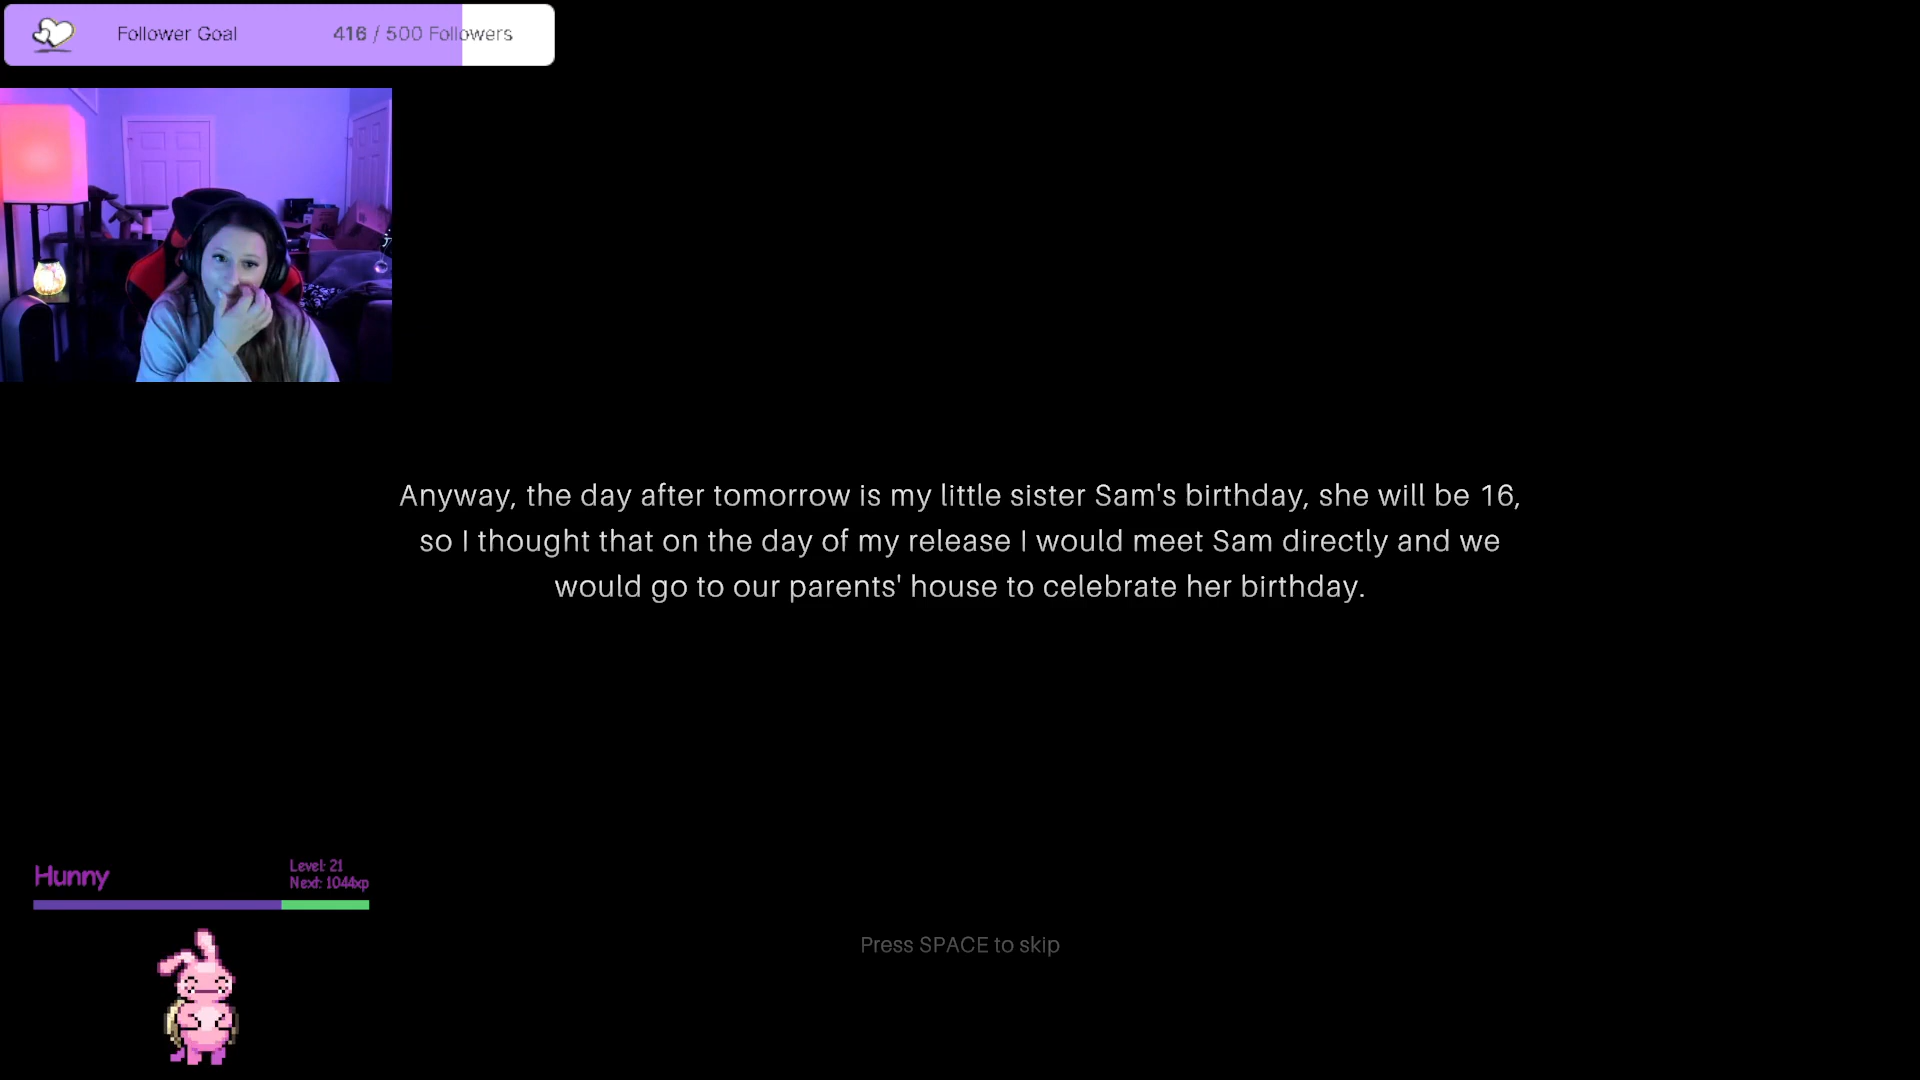 Follower Goal 416 / 500 Followers
Anyway, the day after tomorrow is my little sister Sam's birthday, she will be 16,
so I thought that on the day of my release I would meet Sam directly and we
would go to our parents' house to celebrate her birthday.
Hunny
Level: 21
Next: 1044xp
Press SPACE to skip